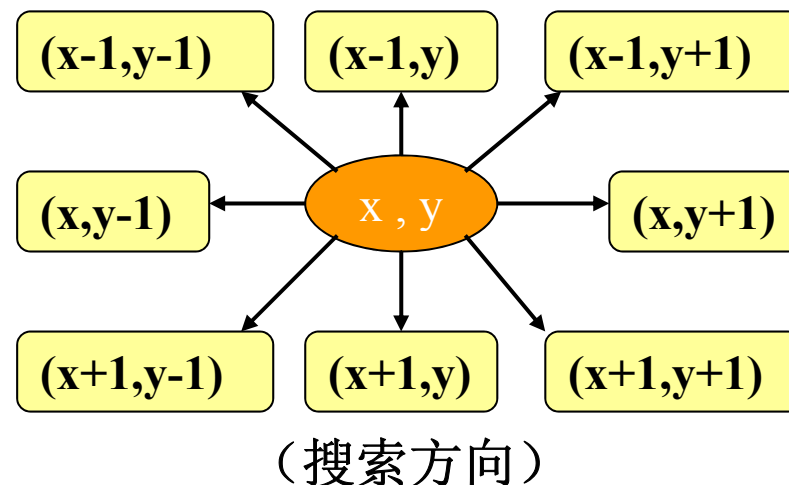 (x-1,y-1) (x-1,y) (x-1,y+1)
(x,y-1) x , y (x,y+1)
(x+1,y-1) (x+1,y) (x+1,y+1)
（搜索方向）